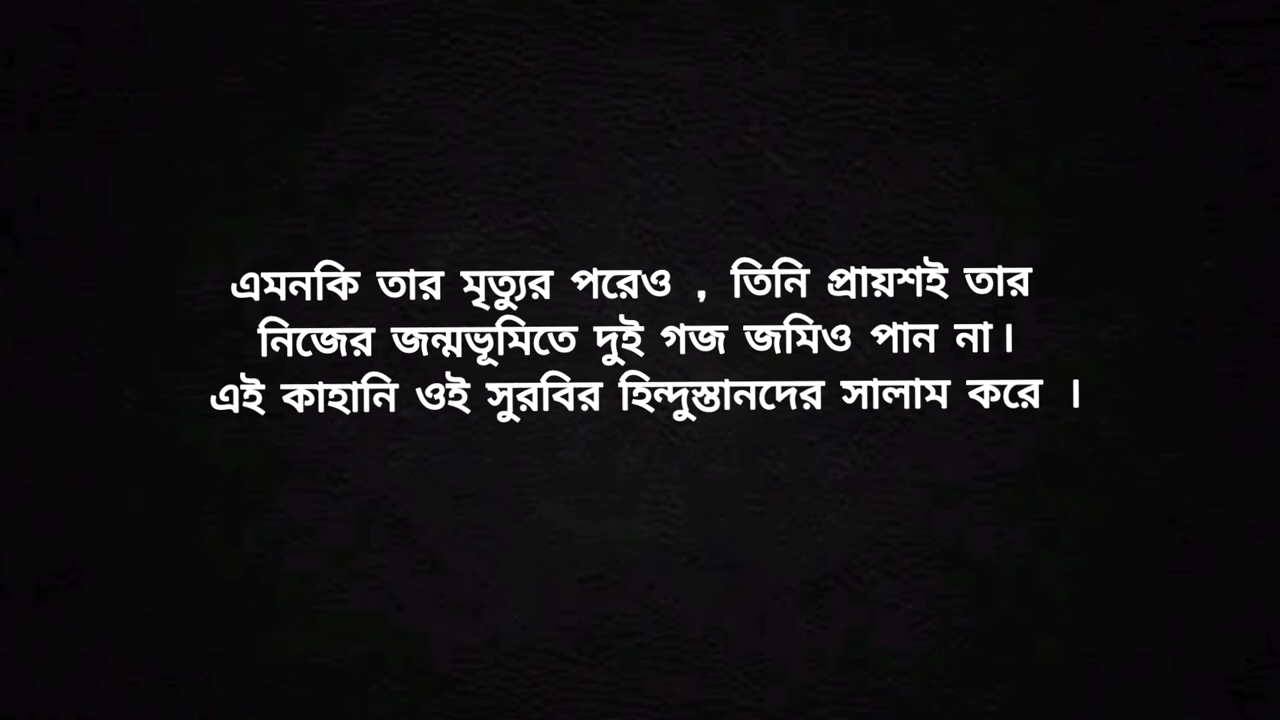 এমনকি তার মৃত্যুর পরেও , তিনি প্রায়শই তার
নিজের জন্মভূমিতে দুই গজ জমিও পান না।
এই কাহানি ওই সুরবির হিন্দুস্তানদের সালাম করে ।